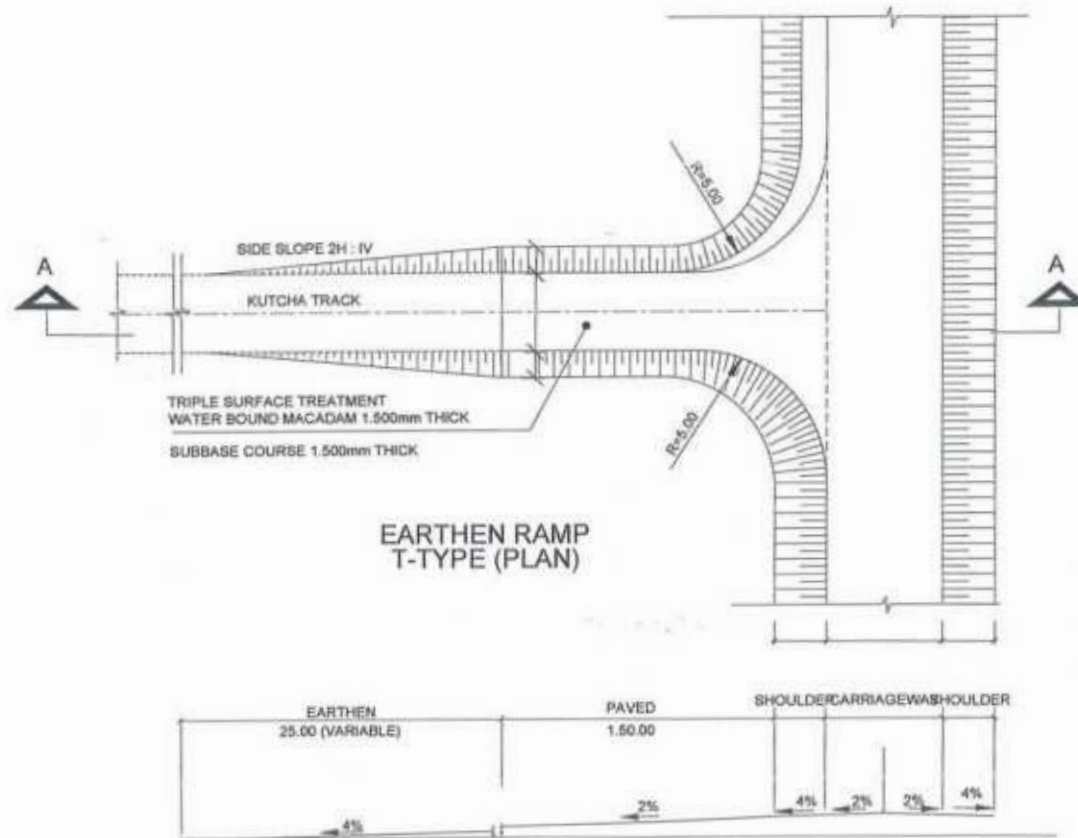 R=5.00
SIDE SLOPE 2H : IV
A
A
KUTCHA TRACK
TRIPLE SURFACE TREATMENT
WATER BOUND MACADAM 1.500mm THICK
SUBBASE COURSE 1.500mm THICK
R=5.00
EARTHEN RAMP
T-TYPE (PLAN)
EARTHEN
25.00 (VARIABLE)
PAVED
1.50.00
SHOULDER CARRIAGEWAY SHOULDER
4%
2%
4%
2%
2%
4%